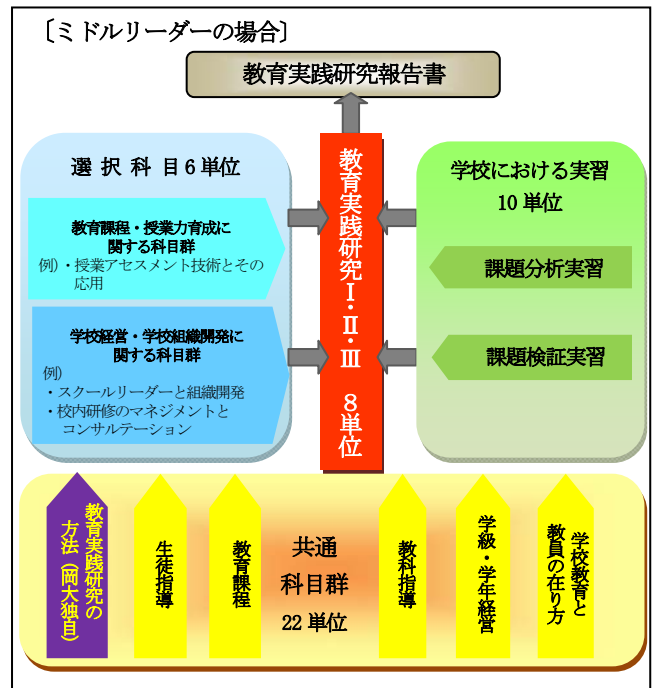 〔ミドルリーダーの場合〕
教育実践研究報告書
選択科目6単位
教育課程・授業力育成に
関する科目群
例）・授業アセスメント技術とその
応用
学校経営・学校組織開発に
関する科目群
例）
・スクールリーダーと組織開発
・校内研修のマネジメントと
コンサルテーション
教育実践研究Ⅰ・Ⅱ・Ⅲ 8単位
学校における実習
10単位
課題分析実習
課題検証実習
教育実践研究の
方法（岡大独自）
生徒指導
教育課程
共通
科目群
22単位
教科指導
学級・学年経営
学校教育と
教員の在り方